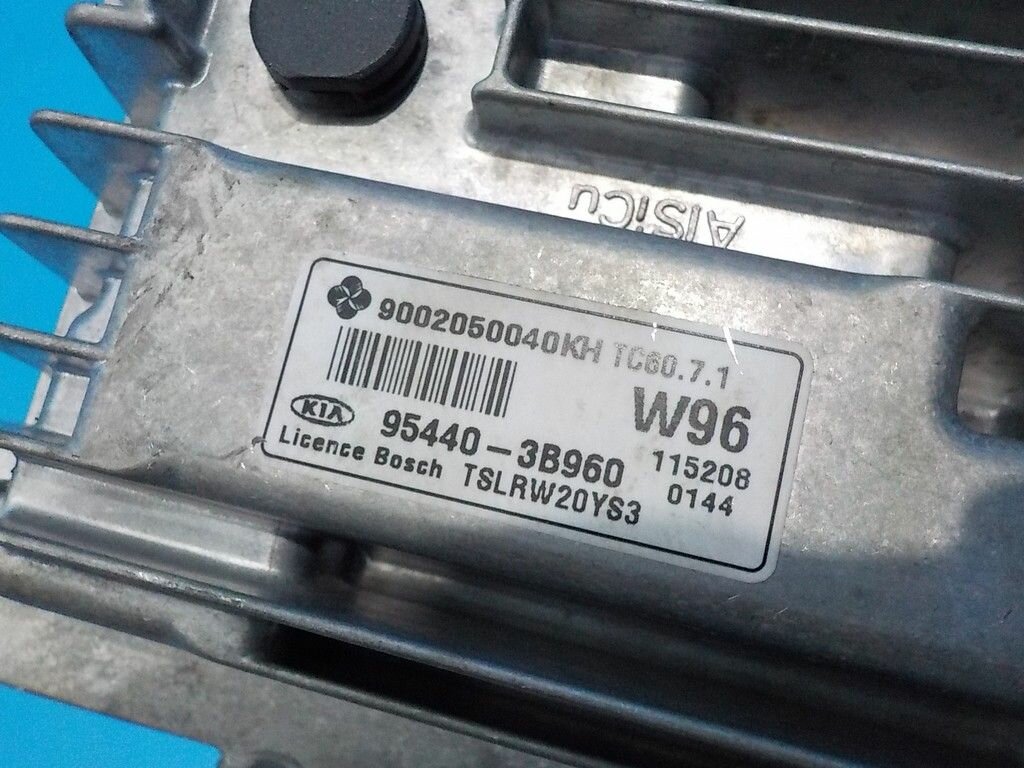 AlSiCu
9002050040KH TC60.7.1
W96
KIA 95440-3B960 115208
Licence Bosch TSLRW20YS3 0144